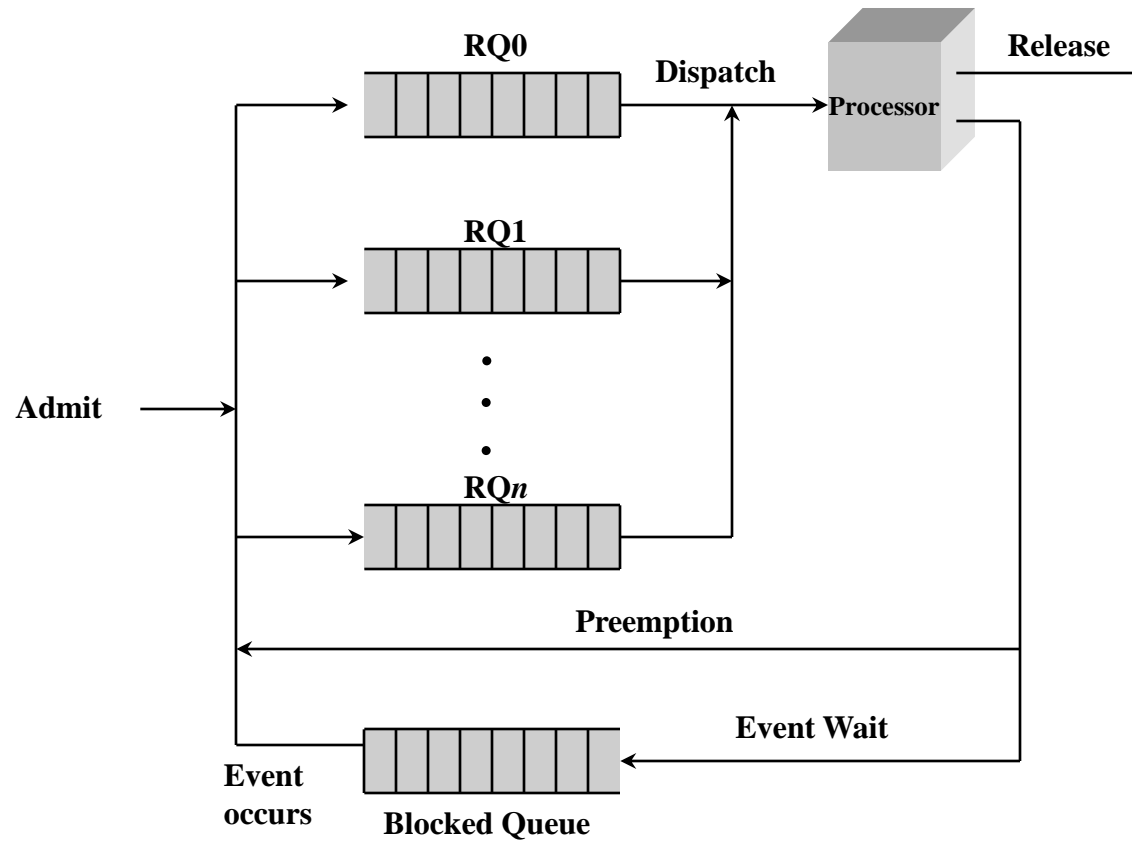 RQ0
Release
Dispatch
Processor
RQ1
Admit
RQn
Preemption
Event Wait
Event
occurs
Blocked Queue